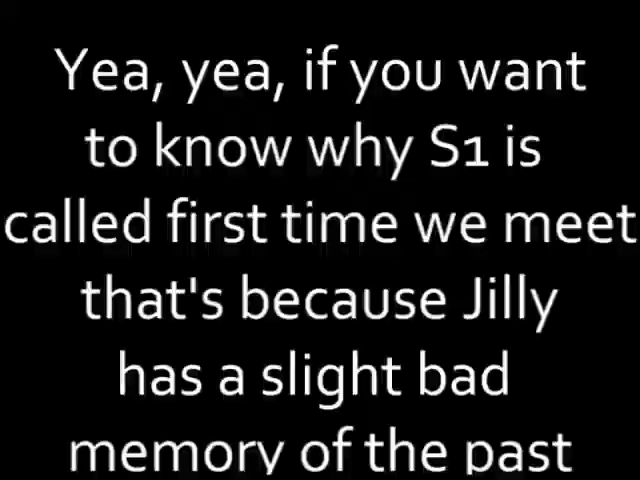 Yea, yea, if you want
to know why S1 is
called first time we meet
that's because Jilly
has a slight bad
memory of the past